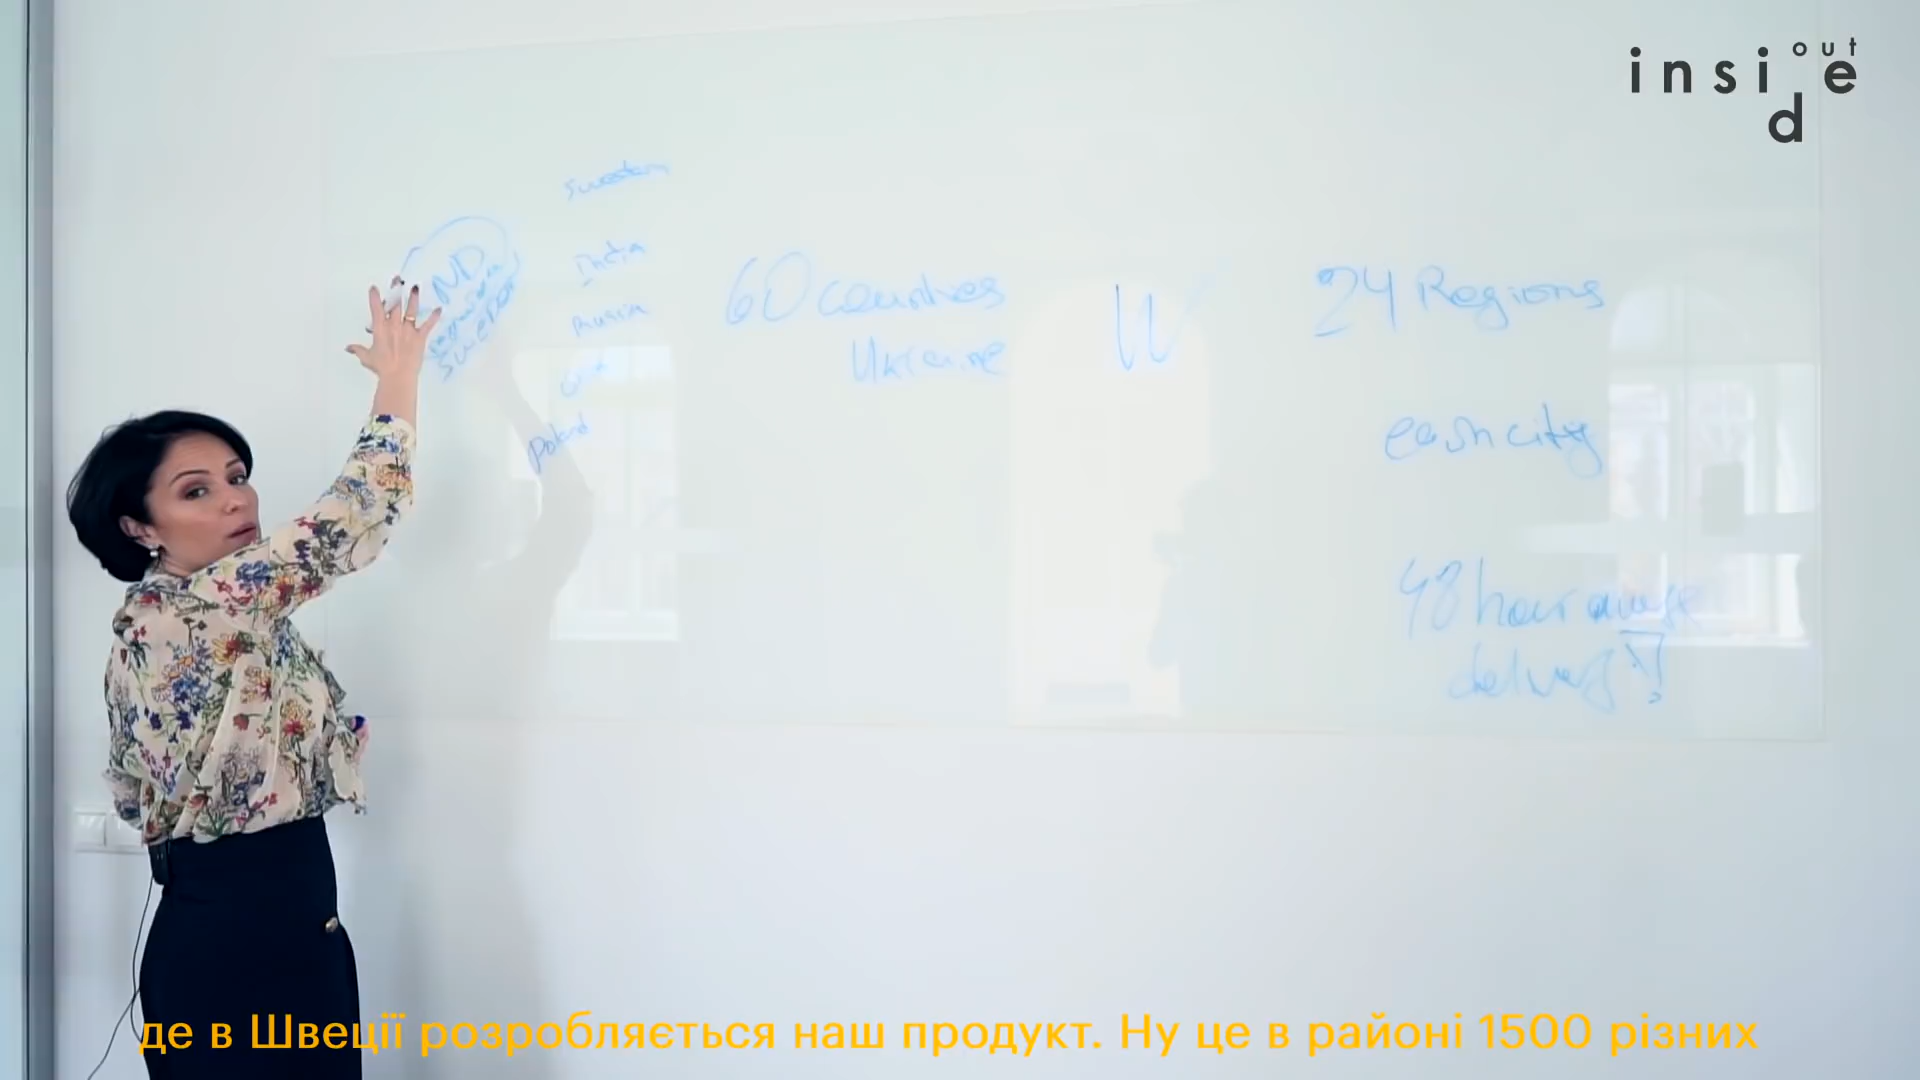 inside out
Sweden
India
Russia
Poland
60 countries
Ukraine
W
24 Regions
each city
48 hour
delivery
де в Швеції розробляється наш продукт. Ну це в районі 1500 різних